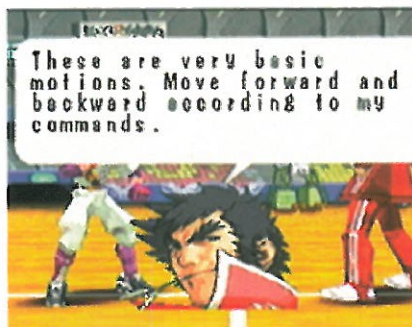 These are very basic
motions. Move forward and
backward according to my
commands.